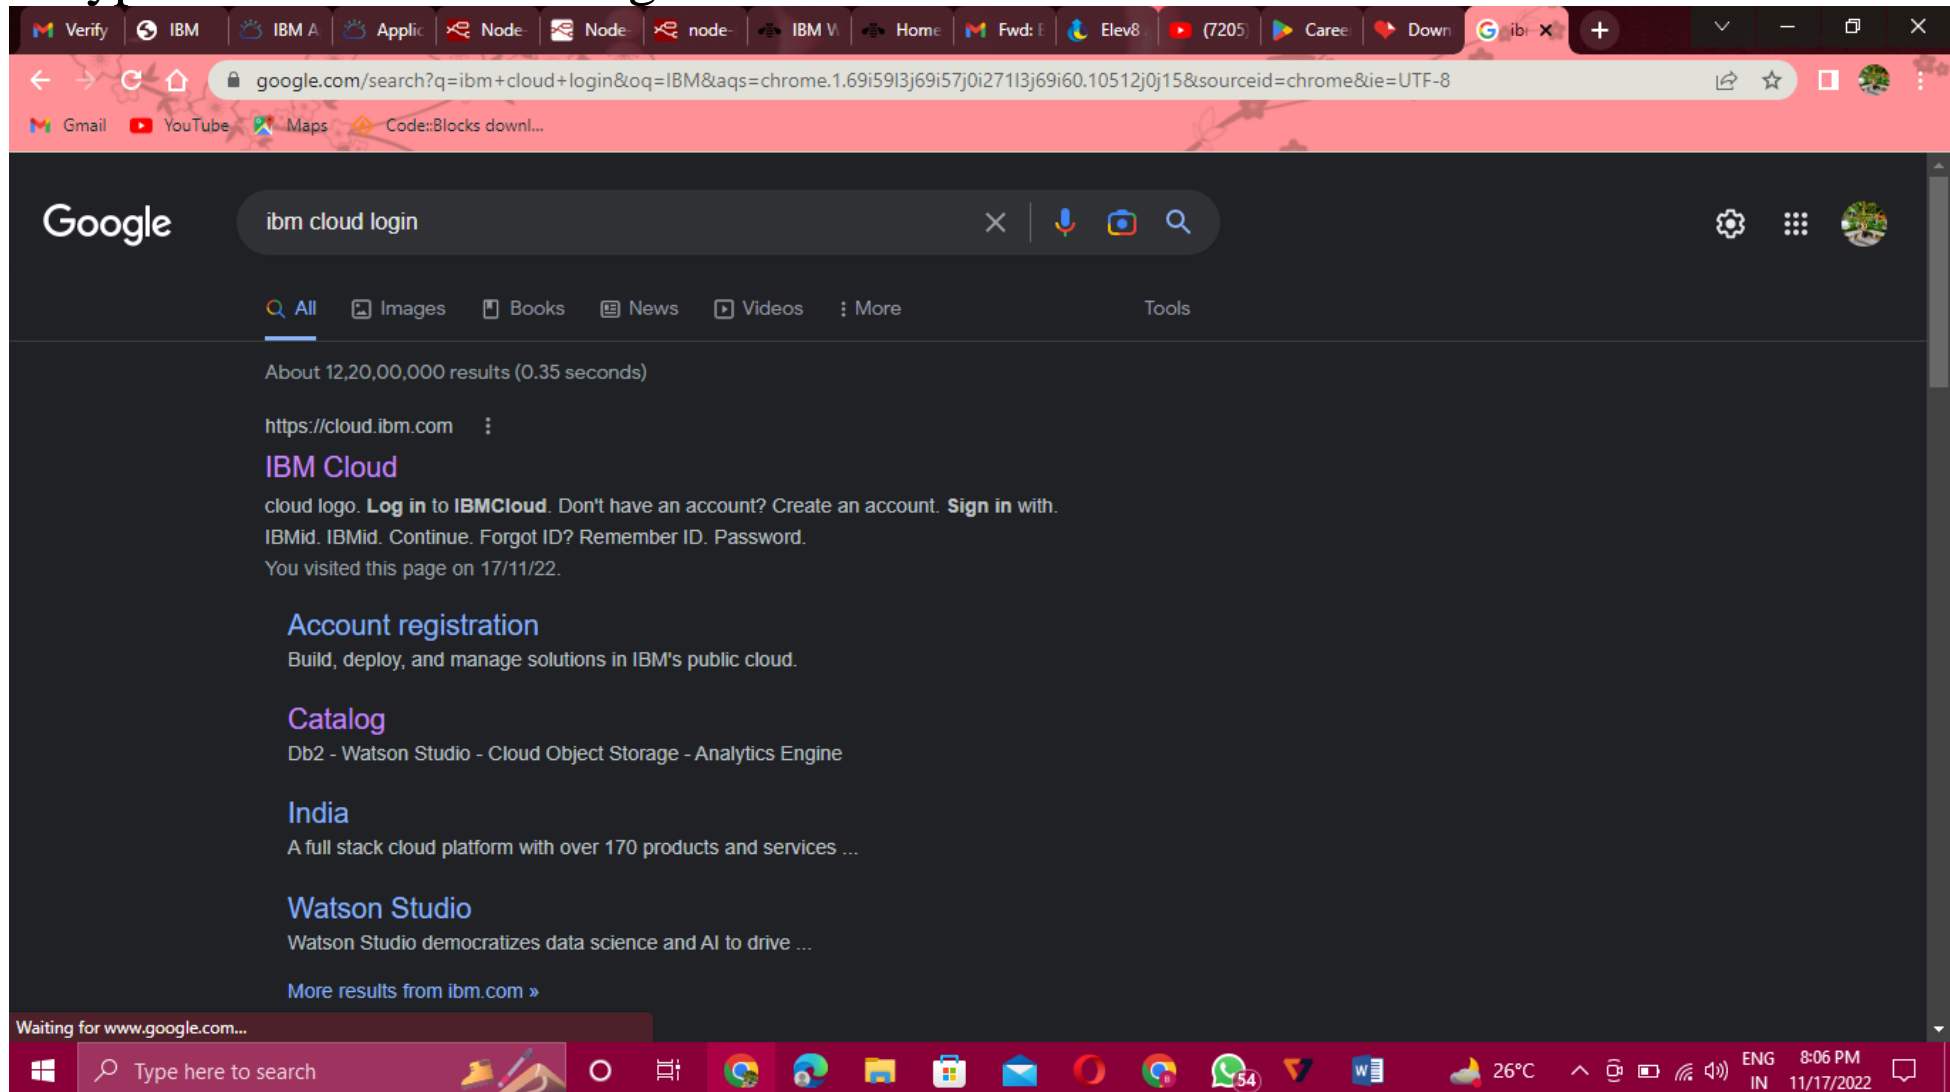 Verify IBM IBM A Applic Node- Node- node- IBM W Home Fwd: E Elev8 (7205) Caree Down ibr
google.com/search?q=ibm+cloud+login&oq=IBM&aqs=chrome.1.69i59l3j69i57j0i271l3j69i60.10512j0j15&sourceid=chrome&ie=UTF-8
Gmail YouTube Maps Code::Blocks downl...
Google ibm cloud login
All Images Books News Videos More Tools
About 12,20,00,000 results (0.35 seconds)
https://cloud.ibm.com
IBM Cloud
cloud logo. Log in to IBMCloud. Don't have an account? Create an account. Sign in with.
IBMid. IBMid. Continue. Forgot ID? Remember ID. Password.
You visited this page on 17/11/22.
Account registration
Build, deploy, and manage solutions in IBM's public cloud.
Catalog
Db2 - Watson Studio - Cloud Object Storage - Analytics Engine
India
A full stack cloud platform with over 170 products and services ...
Watson Studio
Watson Studio democratizes data science and AI to drive ...
More results from ibm.com »
Waiting for www.google.com...
Type here to search 54 26°C ENG 8:06 PM
IN 11/17/2022